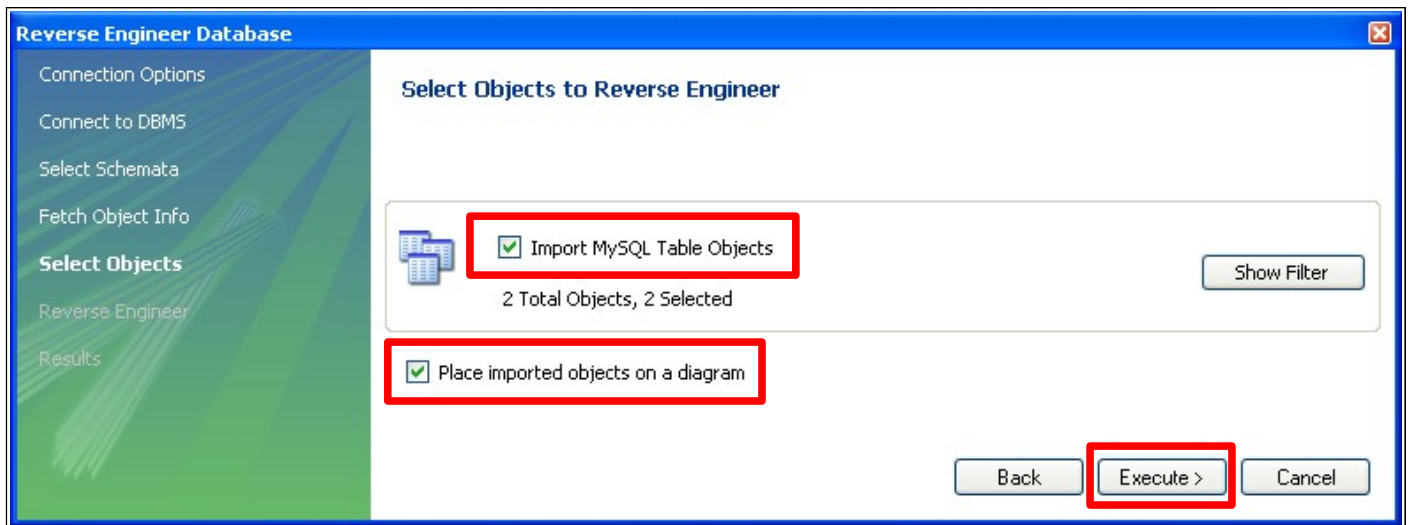 Reverse Engineer Database
Connection Options
Connect to DBMS
Select Schemata
Fetch Object Info
Select Objects
Reverse Engineer
Results
Select Objects to Reverse Engineer
Import MySQL Table Objects
2 Total Objects, 2 Selected
Show Filter
Place imported objects on a diagram
Back
Execute >
Cancel